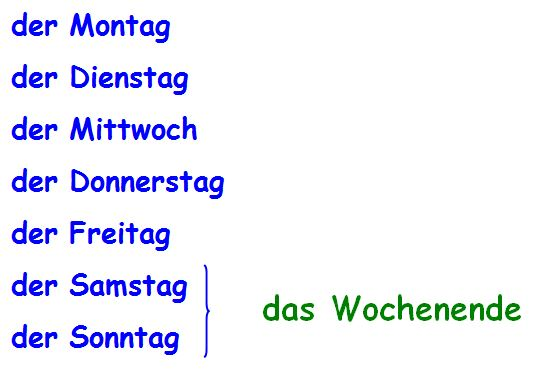 der Montag
der Dienstag
der Mittwoch
der Donnerstag
der Freitag
der Samstag
der Sonntag
das Wochenende